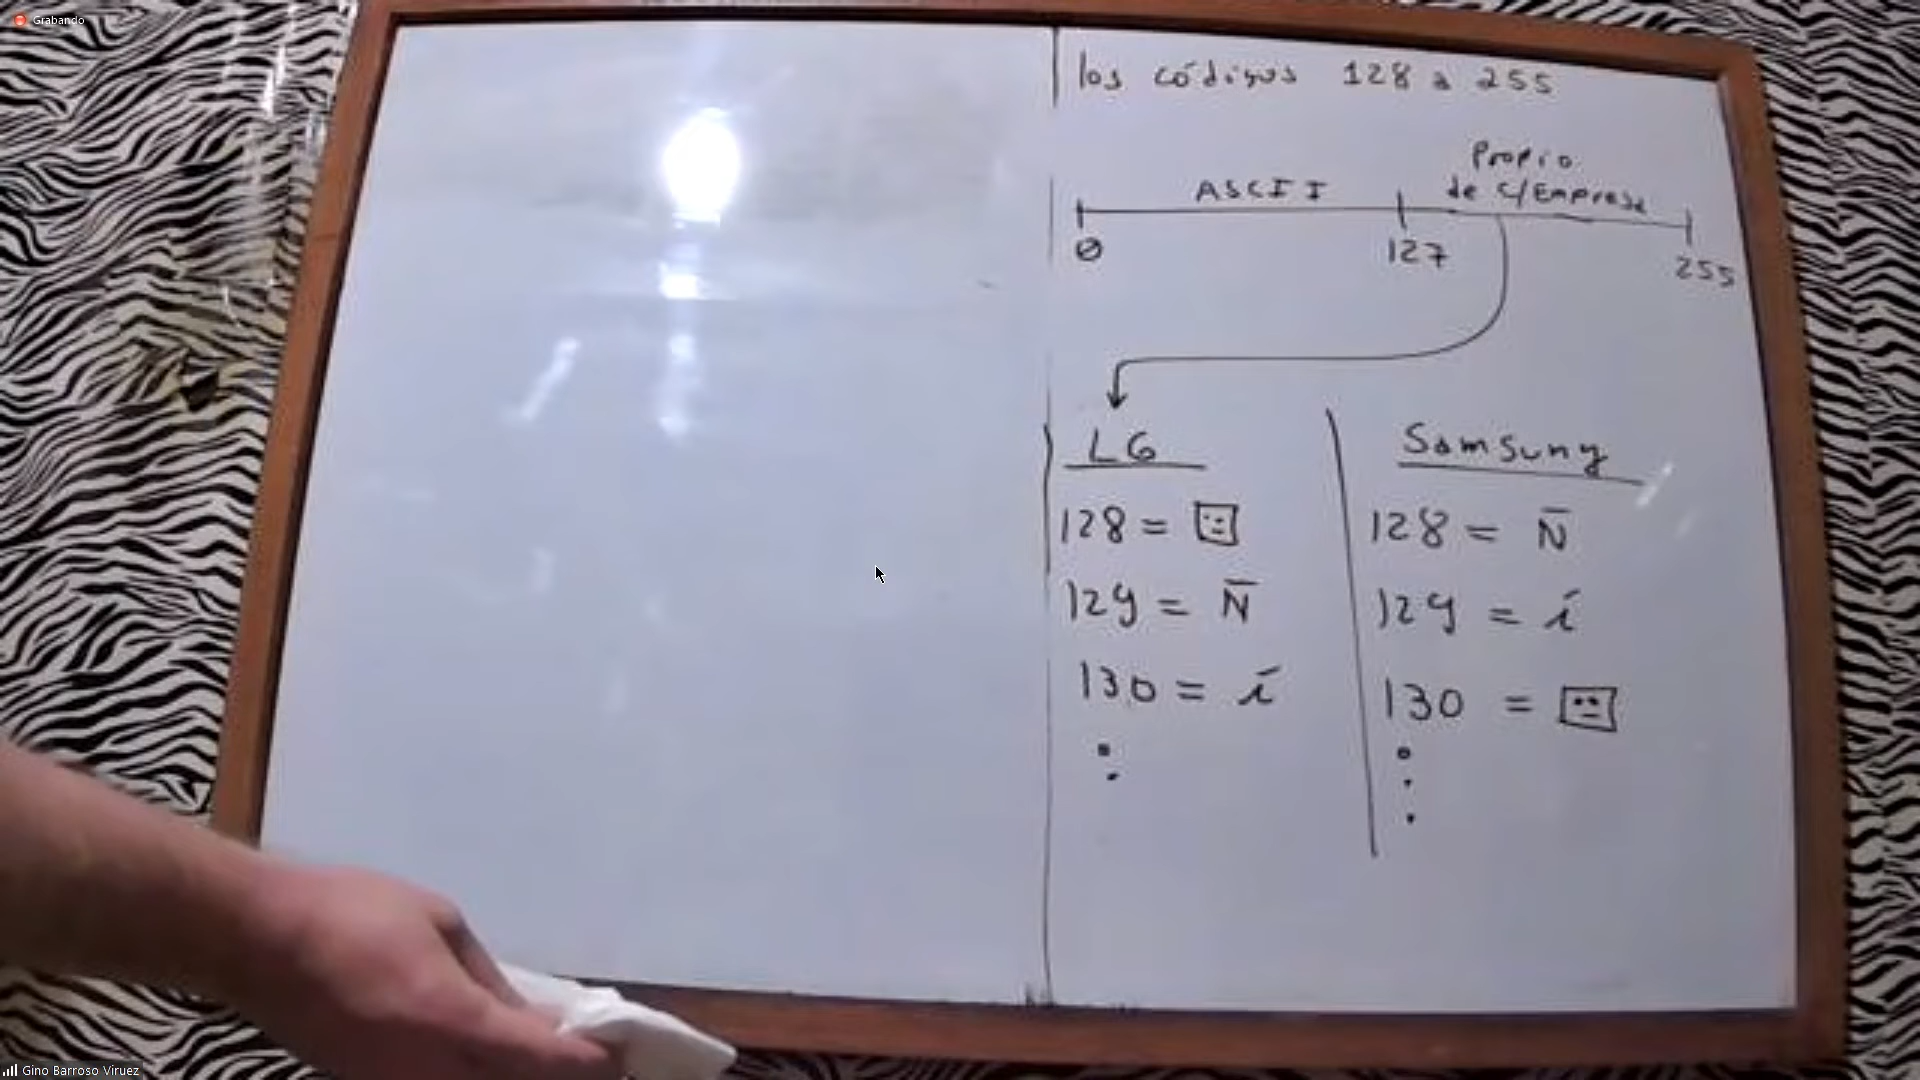 Grabando
los códigos 128 a 255
Propio
ASCII de C/Empresa
0 127 255
LG Samsung
128 = 128 = Ñ
129 = Ñ 129 = í
130 = í 130 =
Gino Barroso Viruez